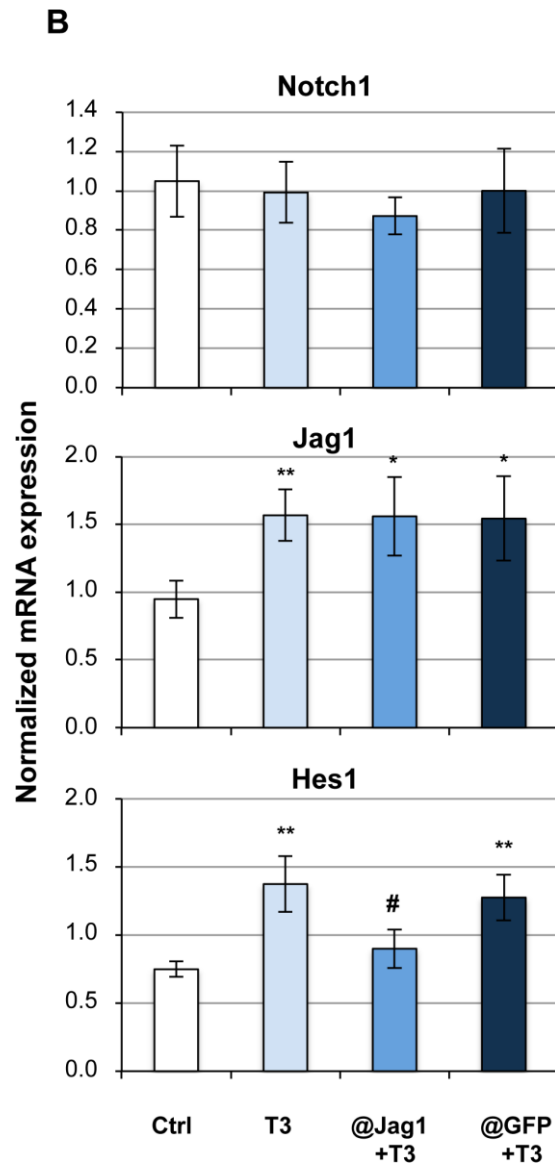 B
Notch1
1.4
1.2
1.0
0.8
0.6
0.4
0.2
0.0
Normalized mRNA expression
Jag1
2.0
** * *
1.5
1.0
0.5
0.0
Hes1
2.0
** # **
1.5
1.0
0.5
0.0
Ctrl T3 @Jag1 @GFP
+T3 +T3